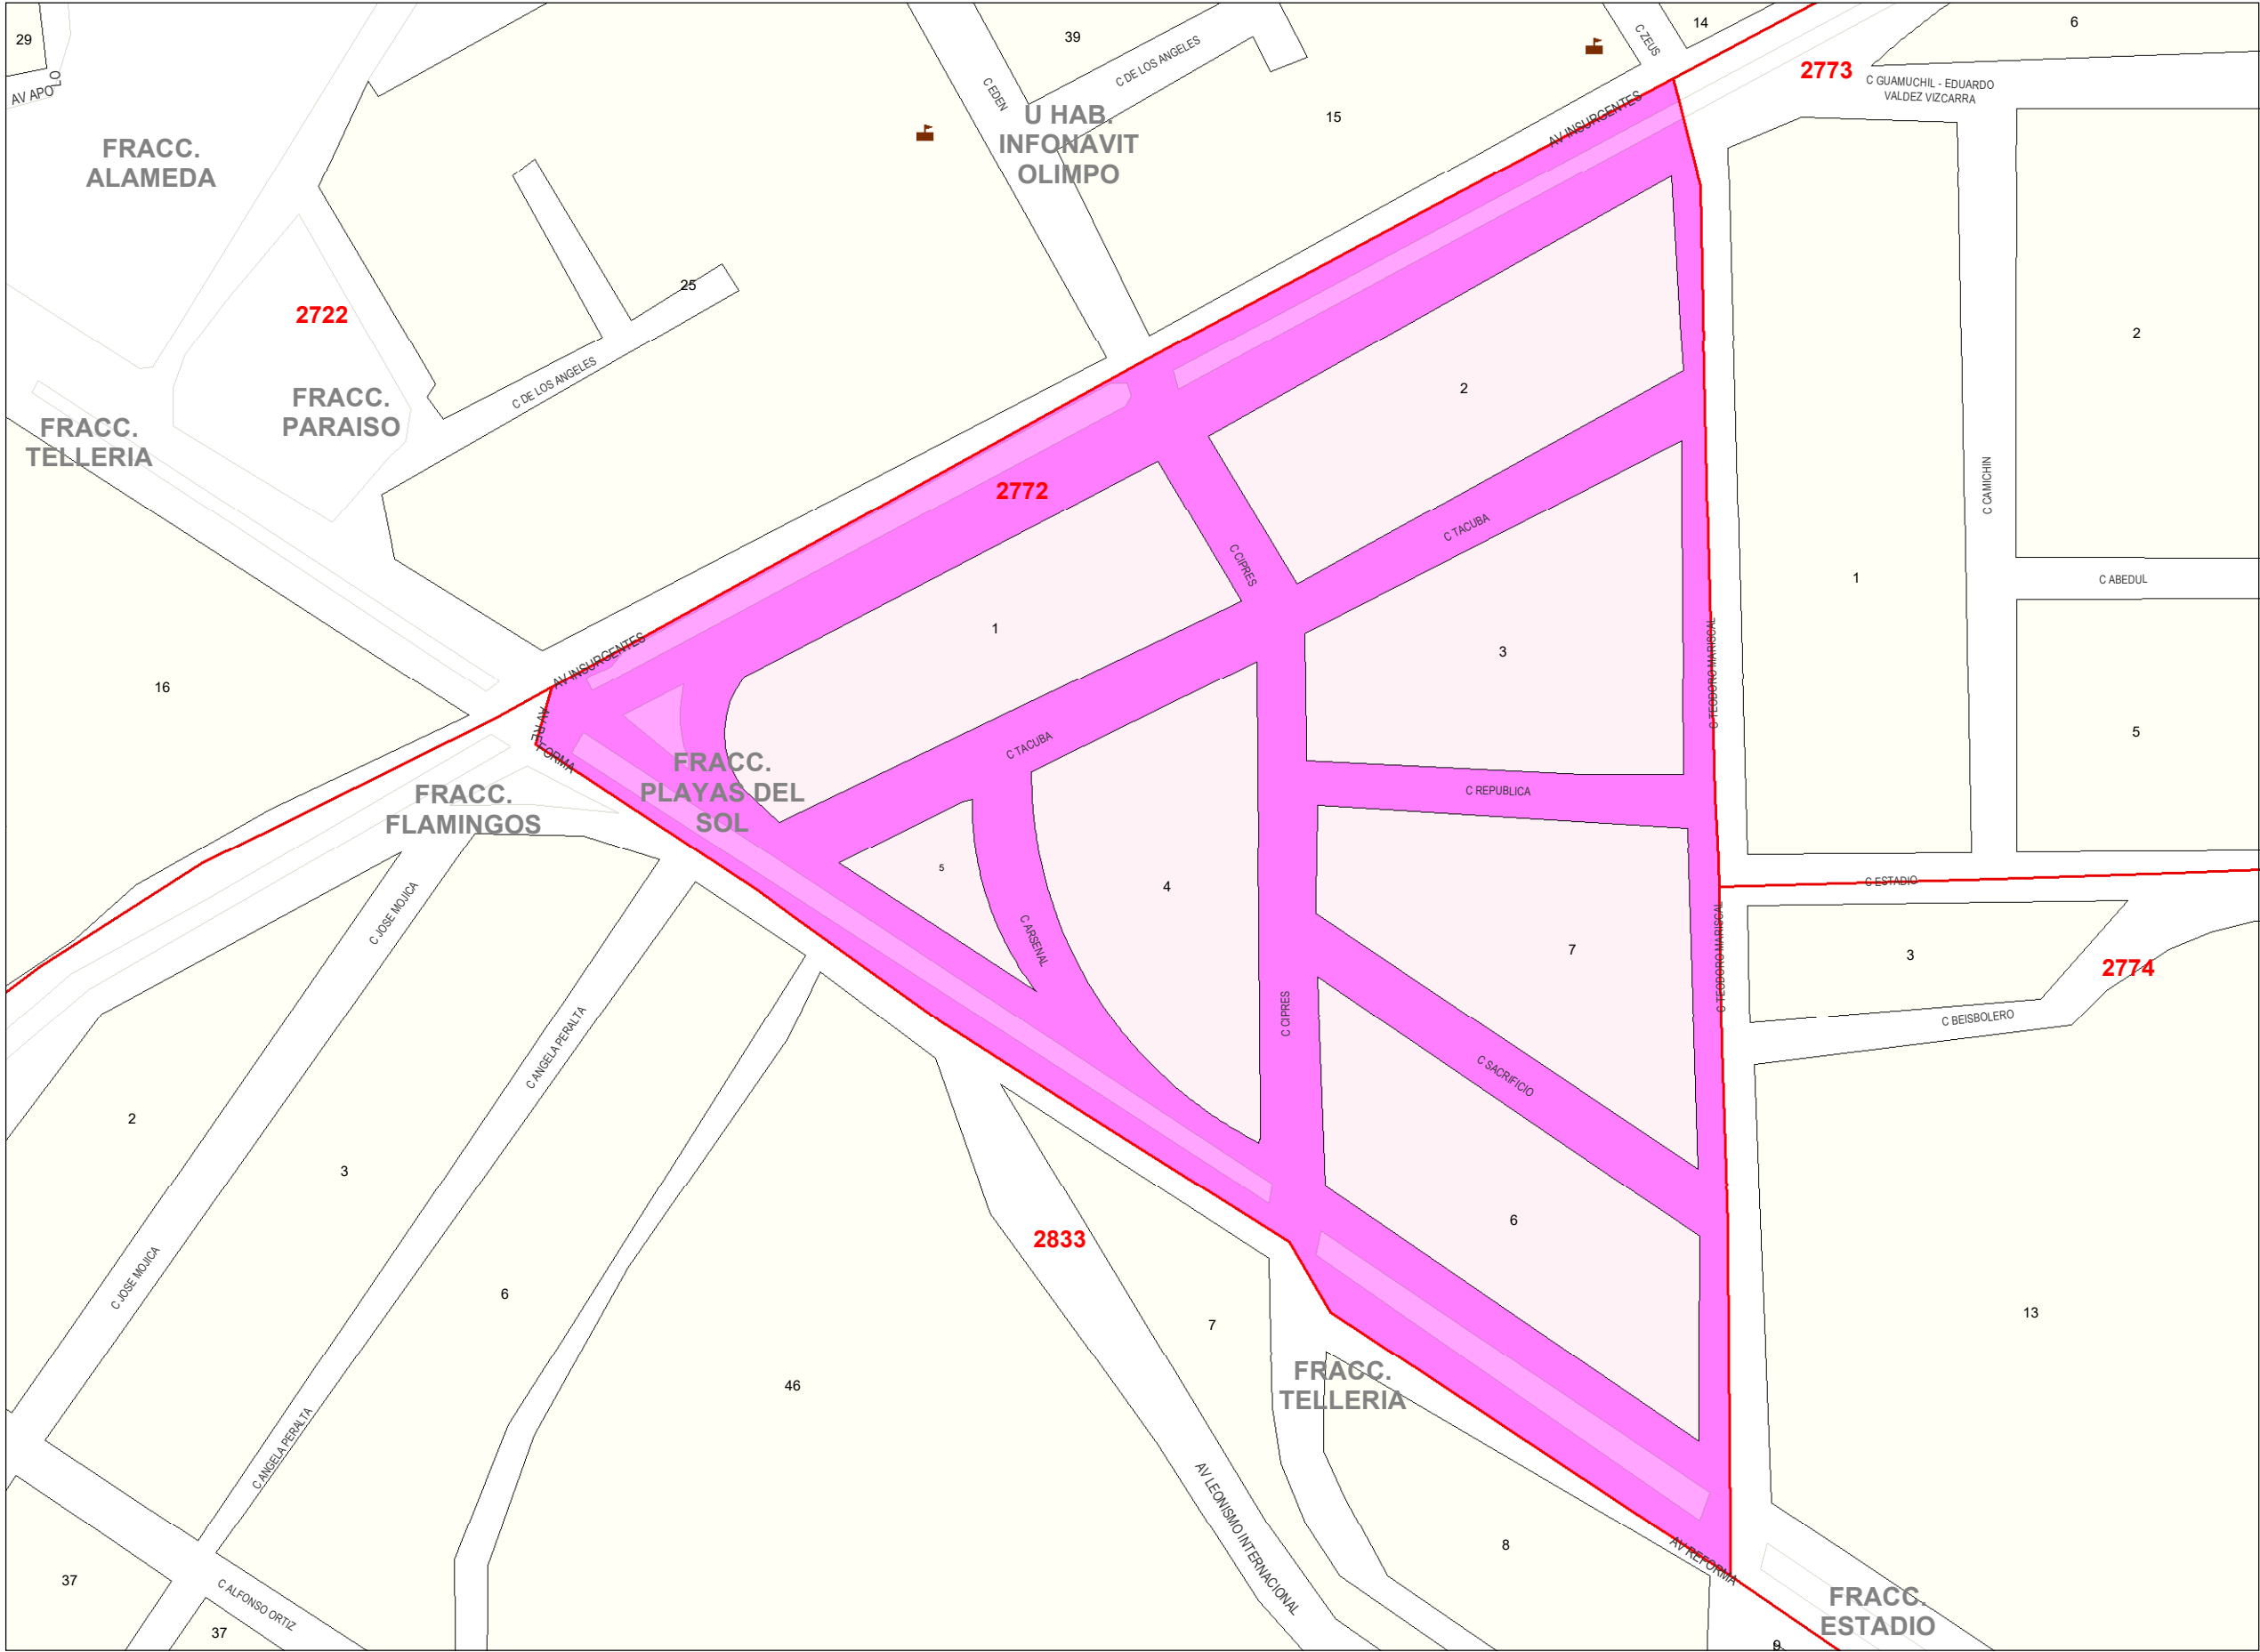 29
39
14
6
AV APOLO
C EDEN
C DE LOS ANGELES
C ZEUS
2773
C GUAMUCHIL - EDUARDO
VALDEZ VIZCARRA
FRACC.
ALAMEDA
U HAB.
INFONAVIT
OLIMPO
15
AV INSURGENTES
25
2722
2
FRACC.
PARAISO
C DE LOS ANGELES
2
FRACC.
TELLERIA
2772
C TACUBA
C CAMICHIN
C CIPRES
1
C ABEDUL
1
3
AV INSURGENTES
C TEODORO MARISCAL
16
5
AV REFORMA
C TACUBA
FRACC.
PLAYAS DEL
SOL
C REPUBLICA
FRACC.
FLAMINGOS
5
4
C ESTADIO
C JOSE MOJICA
C ARSENAL
7
C TEODORO MARISCAL
3
2774
C CIPRES
C BEISBOLERO
C ANGELA PERALTA
C SACRIFICIO
2
3
6
2833
C JOSE MOJICA
6
7
13
FRACC.
TELLERIA
46
C ANGELA PERALTA
AV LEONISMO INTERNACIONAL
8
AV REFORMA
37
C ALFONSO ORTIZ
FRACC.
ESTADIO
37
9